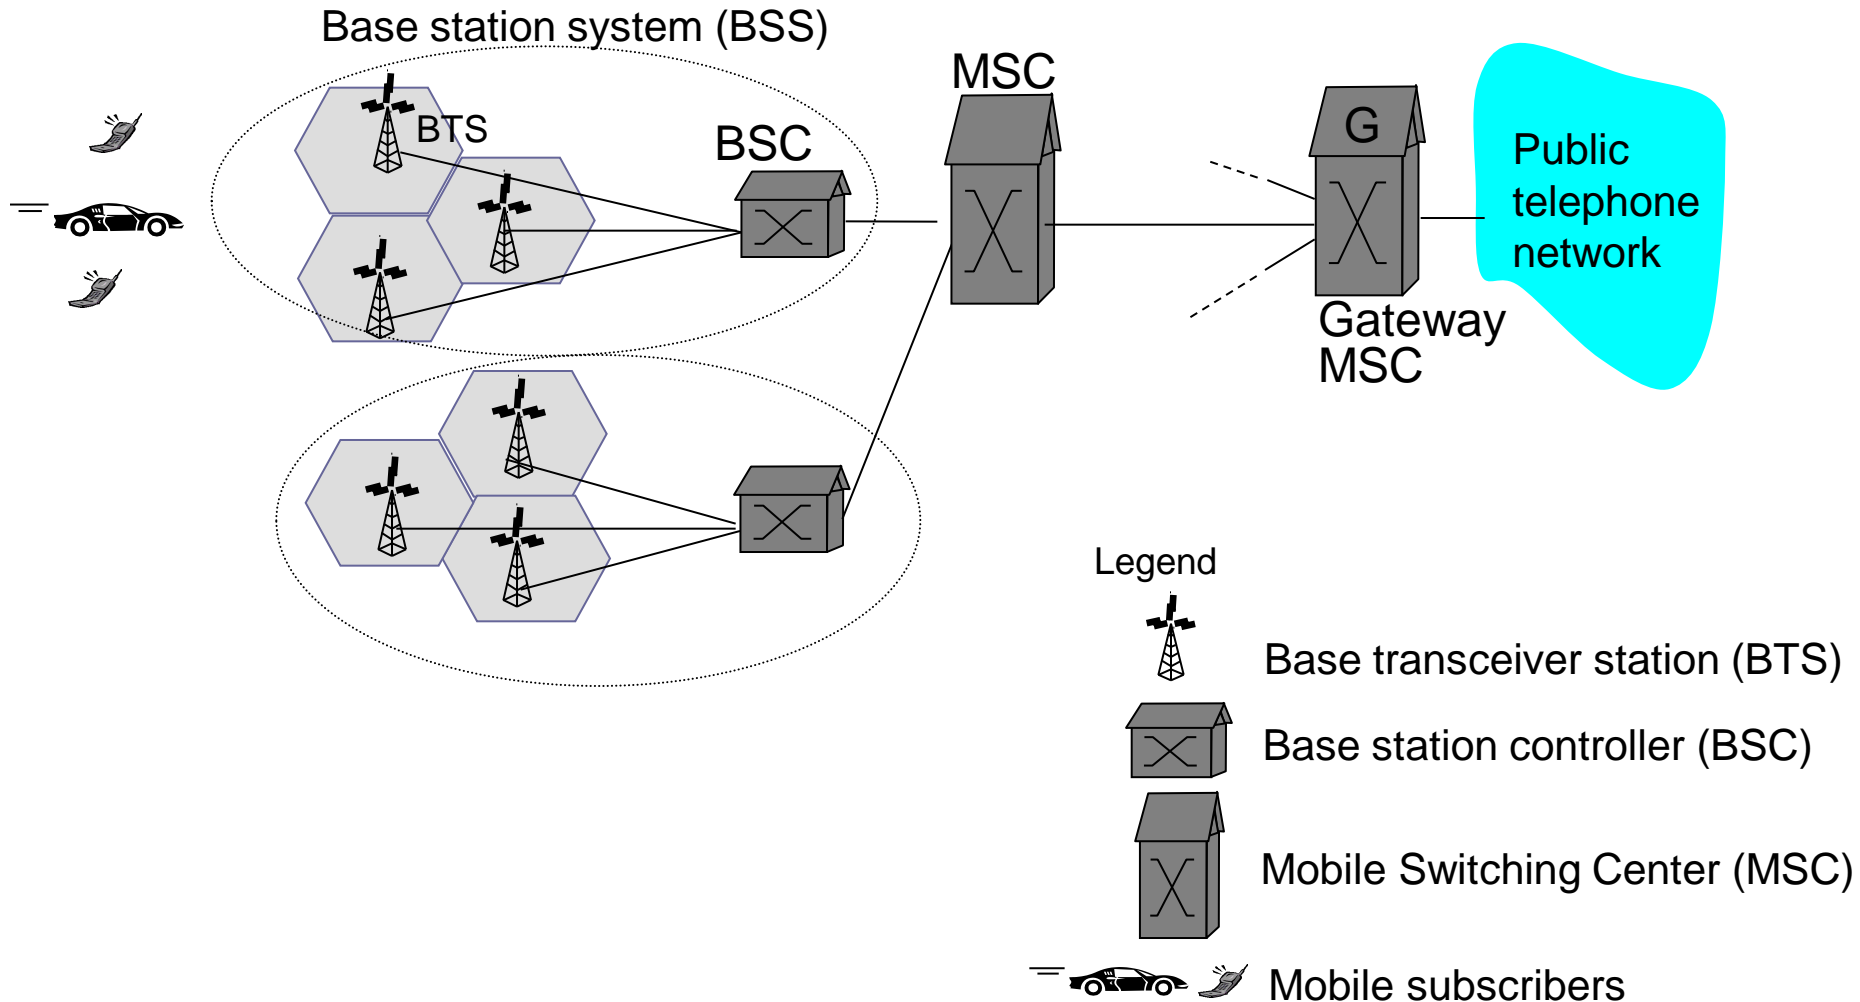 Base station system (BSS)
BTS
BSC
MSC
G
Gateway
MSC
Public
telephone
network
Legend
Base transceiver station (BTS)
Base station controller (BSC)
Mobile Switching Center (MSC)
Mobile subscribers